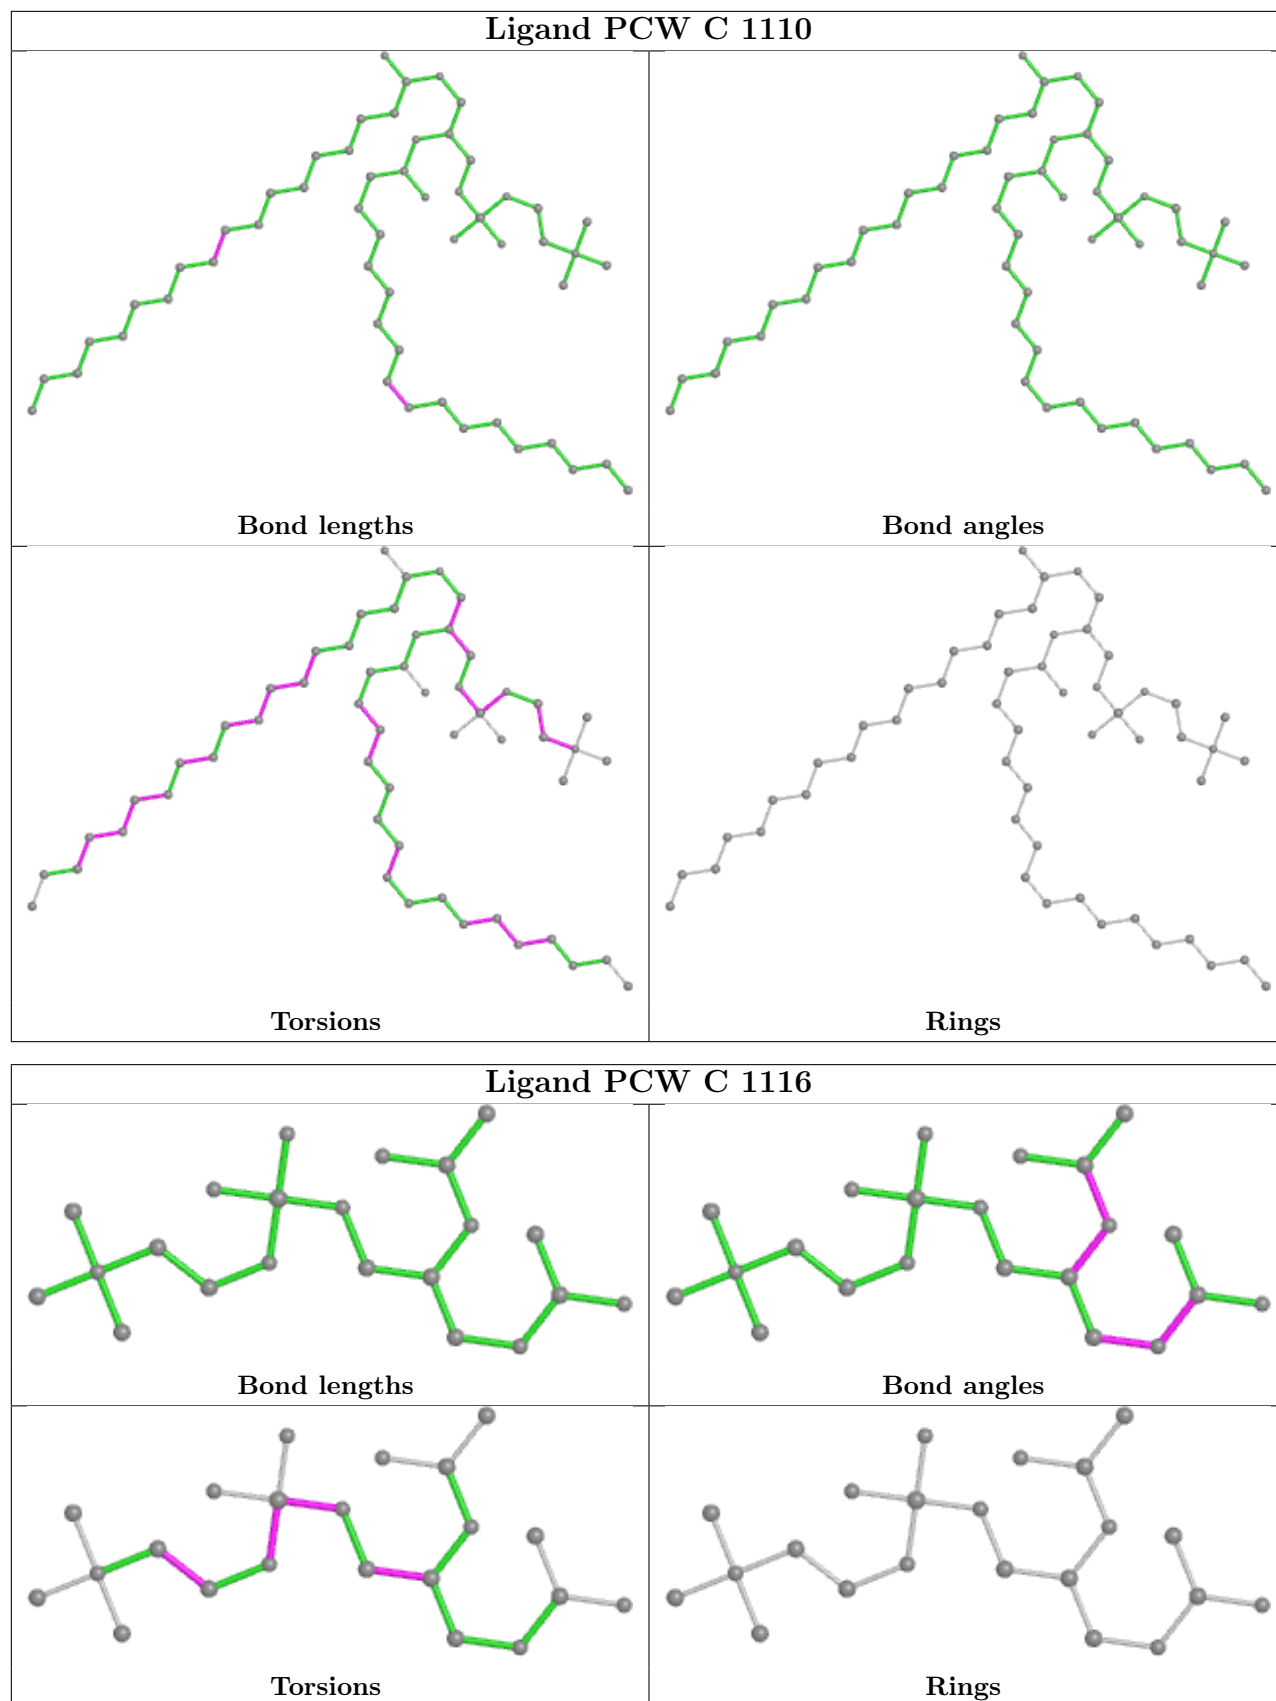 Ligand PCW C 1110
Bond lengths
Bond angles
Torsions
Rings
Ligand PCW C 1116
Bond lengths
Bond angles
Torsions
Rings